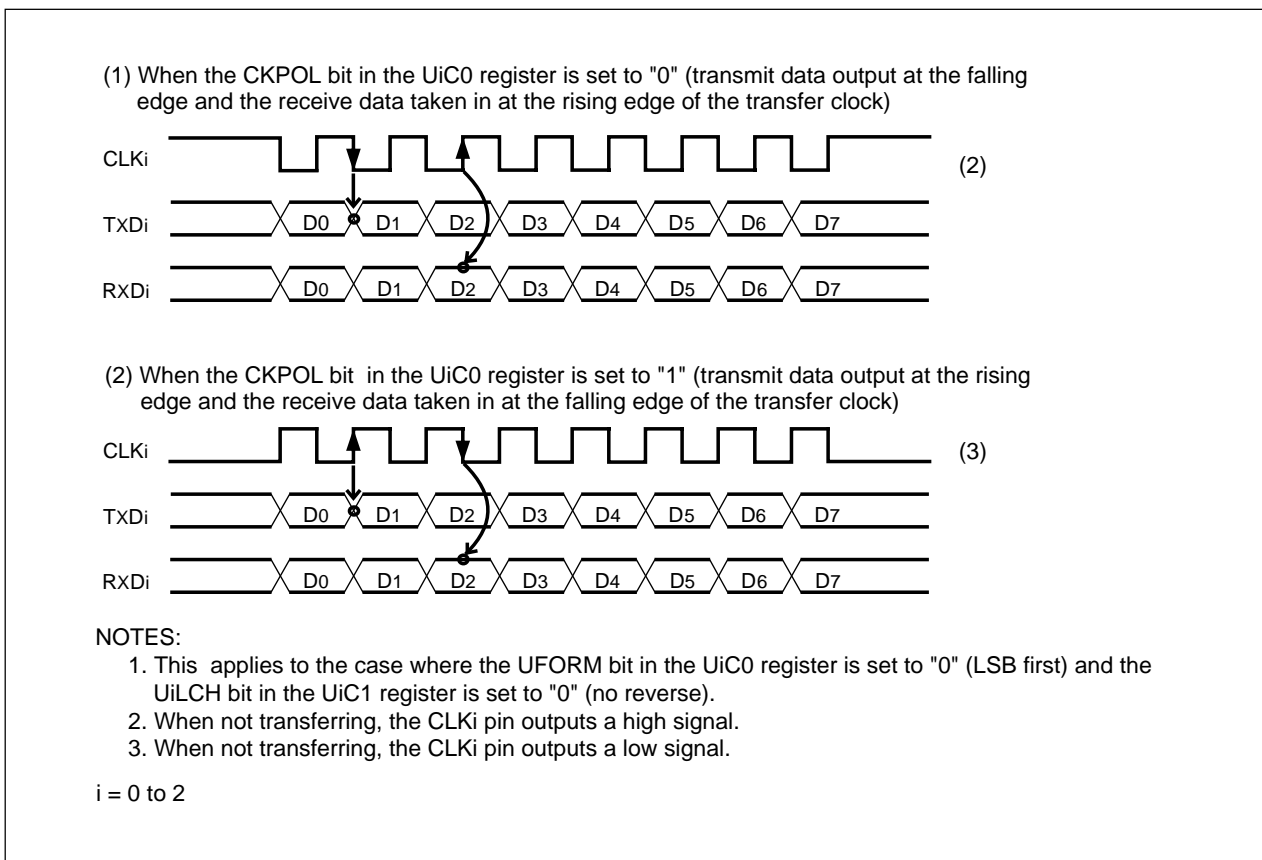 (1) When the CKPOL bit in the UiC0 register is set to "0" (transmit data output at the falling
edge and the receive data taken in at the rising edge of the transfer clock)
CLKi
(2)
TXDi D0 D1 D2 D3 D4 D5 D6 D7
RXDi D0 D1 D2 D3 D4 D5 D6 D7
(2) When the CKPOL bit in the UiC0 register is set to "1" (transmit data output at the rising
edge and the receive data taken in at the falling edge of the transfer clock)
CLKi
(3)
TXDi D0 D1 D2 D3 D4 D5 D6 D7
RXDi D0 D1 D2 D3 D4 D5 D6 D7
NOTES:
1. This applies to the case where the UFORM bit in the UiC0 register is set to "0" (LSB first) and the
UiLCH bit in the UiC1 register is set to "0" (no reverse).
2. When not transferring, the CLKi pin outputs a high signal.
3. When not transferring, the CLKi pin outputs a low signal.
i = 0 to 2